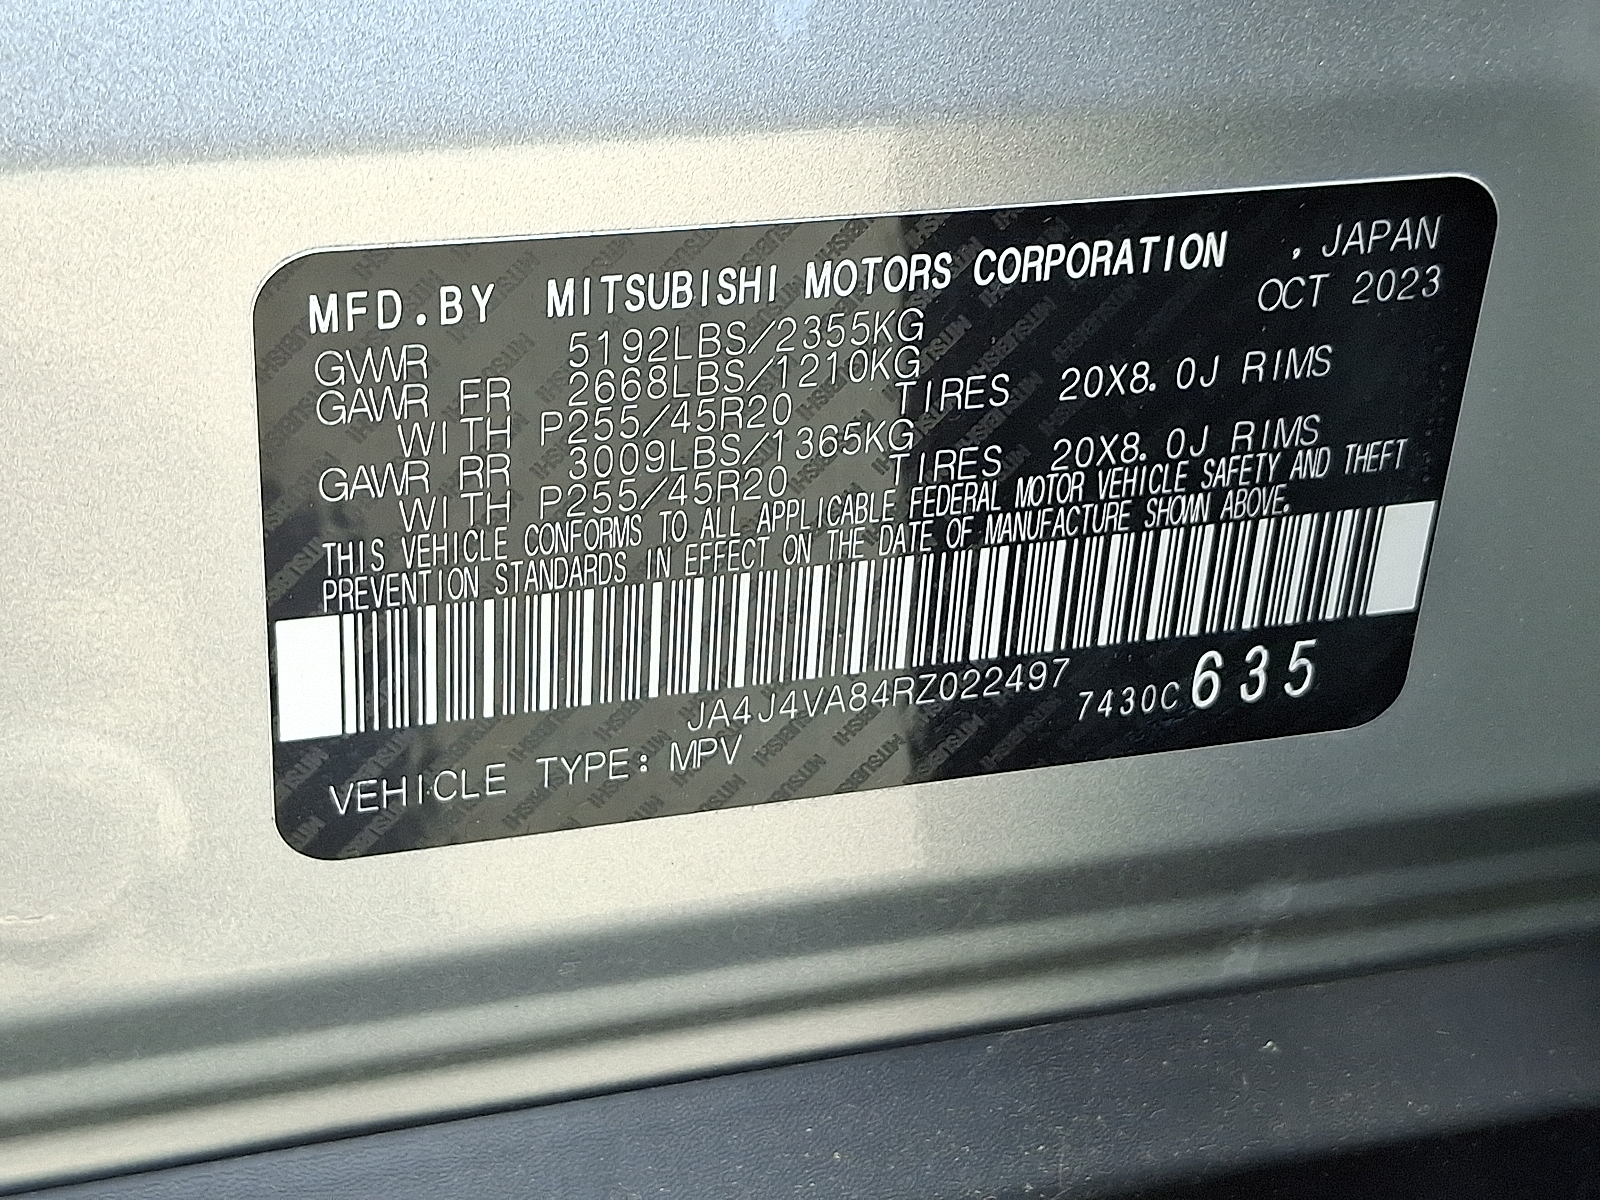 MFD.BY MITSUBISHI MOTORS CORPORATION , JAPAN
GVWR 5192LBS/2355KG OCT 2023
GAWR FR 2668LBS/1210KG
WITH P255/45R20 TIRES 20X8.0J RIMS
GAWR RR 3009LBS/1365KG
WITH P255/45R20 TIRES 20X8.0J RIMS
THIS VEHICLE CONFORMS TO ALL APPLICABLE FEDERAL MOTOR VEHICLE SAFETY AND THEFT
PREVENTION STANDARDS IN EFFECT ON THE DATE OF MANUFACTURE SHOWN ABOVE.
JA4J4VA84RZ022497 7430C 635
VEHICLE TYPE: MPV